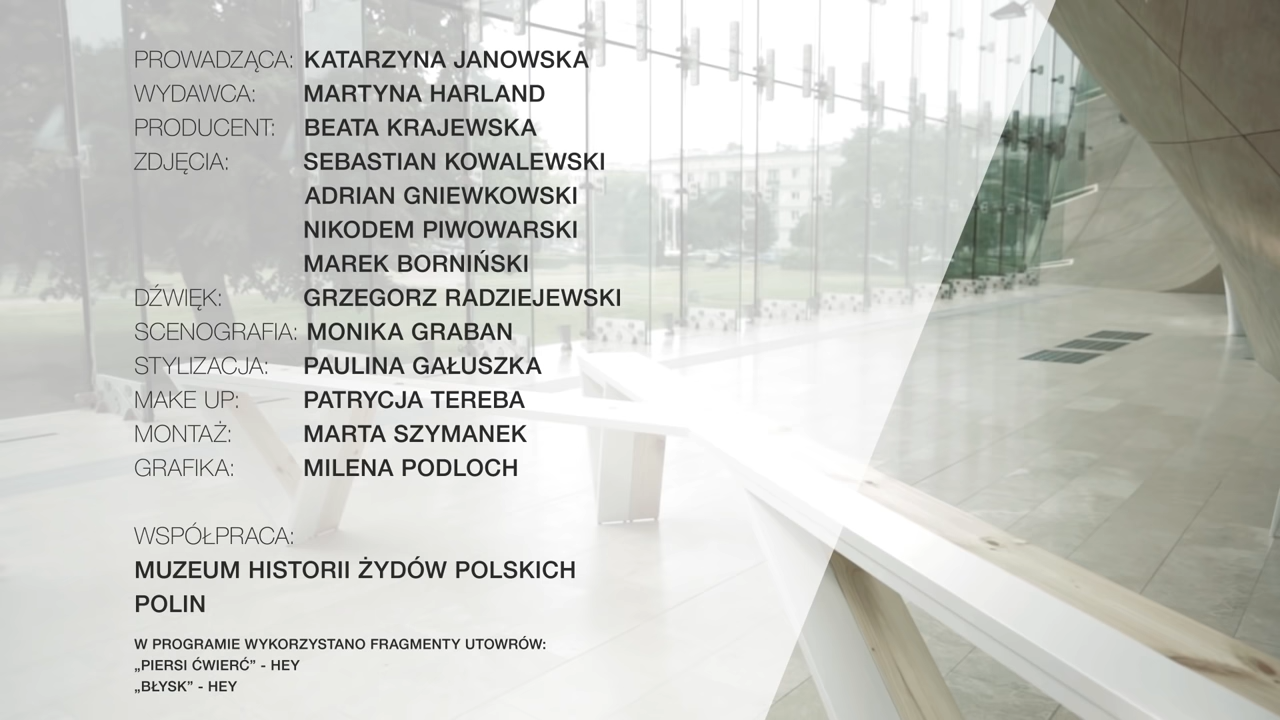 PROWADZĄCA: KATARZYNA JANOWSKA
WYDAWCA: MARTYNA HARLAND
PRODUCENT: BEATA KRAJEWSKA
ZDJĘCIA: SEBASTIAN KOWALEWSKI
ADRIAN GNIEWKOWSKI
NIKODEM PIWOWARSKI
MAREK BORNIŃSKI
DŹWIĘK: GRZEGORZ RADZIEJEWSKI
SCENOGRAFIA: MONIKA GRABAN
STYLIZACJA: PAULINA GAŁUSZKA
MAKE UP: PATRYCJA TEREBA
MONTAŻ: MARTA SZYMANEK
GRAFIKA: MILENA PODLOCH
WSPÓŁPRACA:
MUZEUM HISTORII ŻYDÓW POLSKICH
POLIN
W PROGRAMIE WYKORZYSTANO FRAGMENTY UTOWRÓW:
„PIERSI ĆWIERĆ” - HEY
„BŁYSK” - HEY